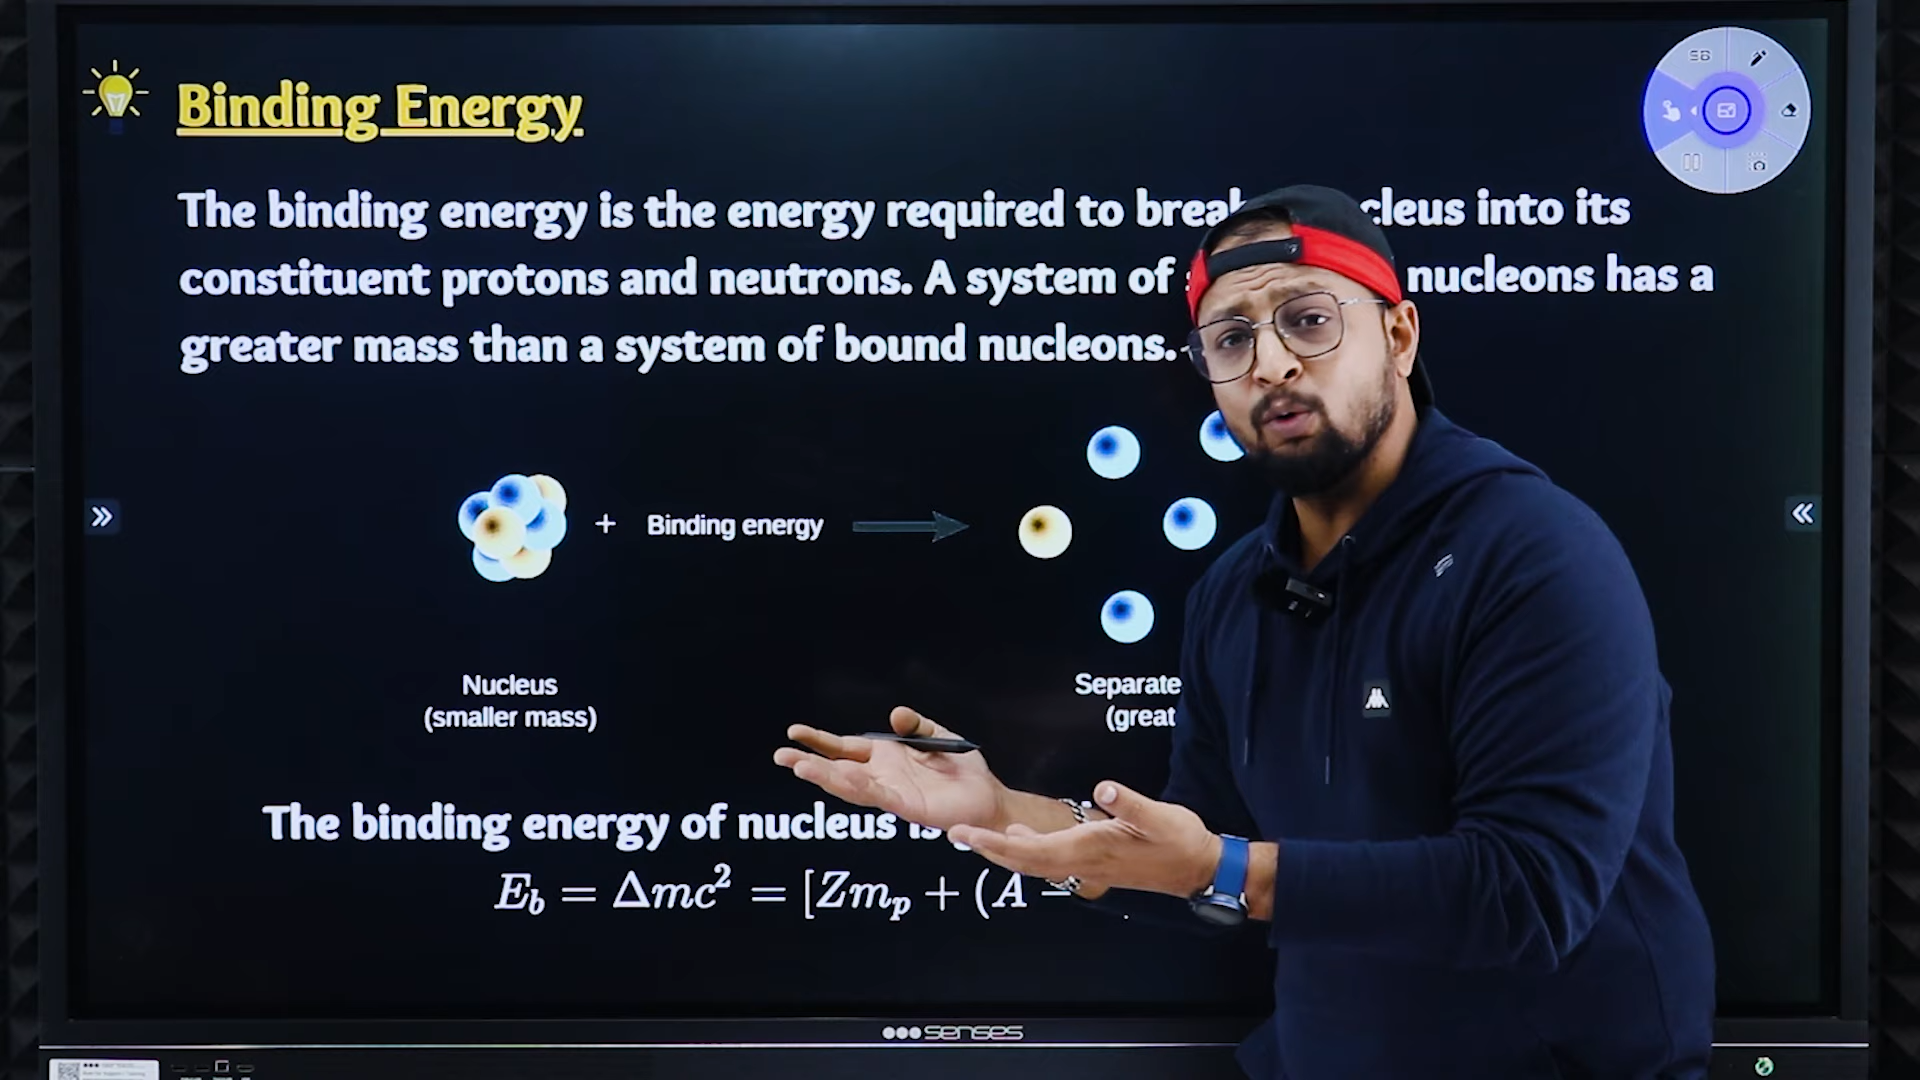 Binding Energy
The binding energy is the energy required to break cleus into its
constituent protons and neutrons. A system of nucleons has a
greater mass than a system of bound nucleons.
+ Binding energy
Nucleus
(smaller mass)
Separate
(great
The binding energy of nucleus is
E_b = Δmc² = [Zm_p + (A −
senses